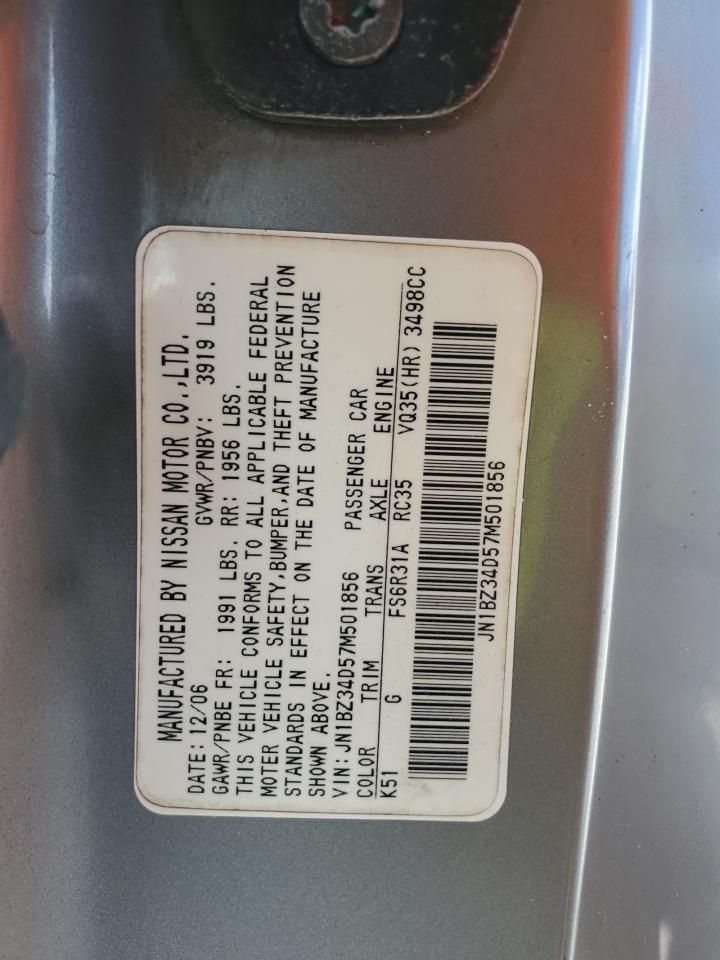 MANUFACTURED BY NISSAN MOTOR CO.,LTD.
DATE: 12/06 GVWR/PNBV: 3919 LBS.
GAWR/PNBE FR: 1991 LBS. RR: 1956 LBS.
THIS VEHICLE CONFORMS TO ALL APPLICABLE FEDERAL
MOTER VEHICLE SAFETY,BUMPER,AND THEFT PREVENTION
STANDARDS IN EFFECT ON THE DATE OF MANUFACTURE
SHOWN ABOVE.
VIN:JN1BZ34D57M501856 PASSENGER CAR
COLOR TRIM TRANS AXLE ENGINE
K51 G FS6R31A RC35 VQ35(HR) 3498CC
JN1BZ34D57M501856